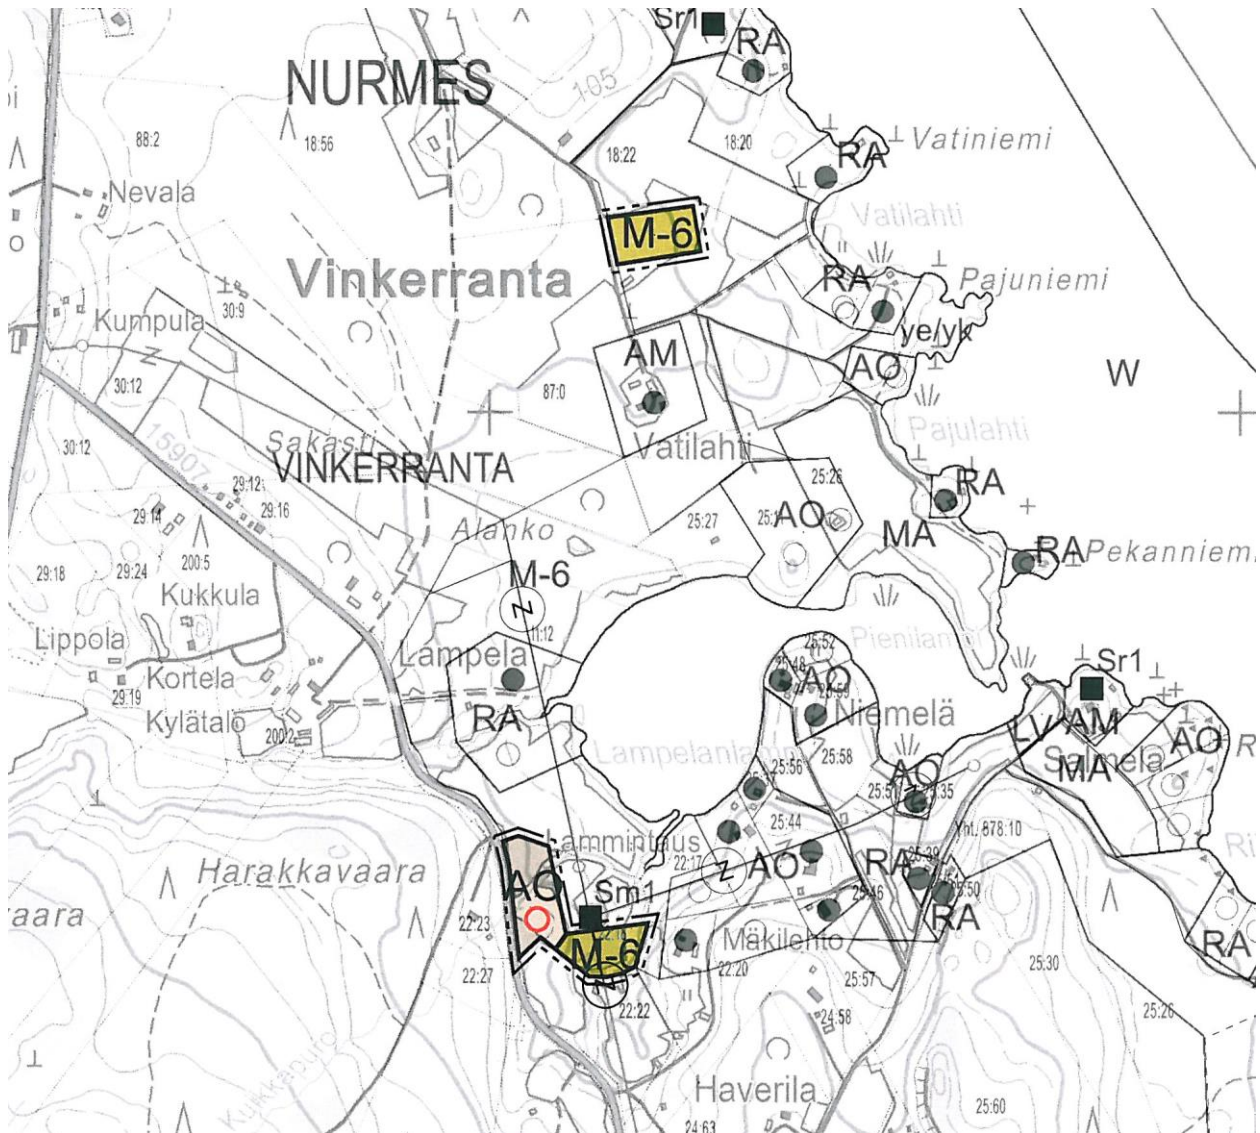 Sr1
RA
NURMES
105
88:2
18:56
18:22
18:20
RA
Vatiniemi
Nevala
M-6
Vatilahti
Vinkerranta
RA
Pajuniemi
30:9
Kumpula
ye/yk
AM
AO
W
30:12
87:0
Pajulahti
15907
Sakasti
30:12
VINKERRANTA
Vatilahti
25:28
RA
29:12
29:14
29:16
Alanko
25:27
AO
MA
200:5
RA
Pekanniemi
29:18
29:24
M-6
Kukkula
11:12
Lippola
Lampela
25:52
Pienilampi
25:48
Sr1
29:19
Kortela
AO
Niemelä
Kylätalo
RA
LV
AM
AO
200:2
Salmela
Lampelanlammi
25:56
25:58
MA
AO
25:35
25:44
Yht. 878:10
Lammintaus
22:17
Harakkavaara
AO
AO
RA
25:39
25:50
Sm1
25:46
RA
22:23
M-6
Mäkilehto
RA
22:27
22:20
25:57
25:30
22:22
24:58
25:26
Kuikkapuro
Haverila
24:63
25:60